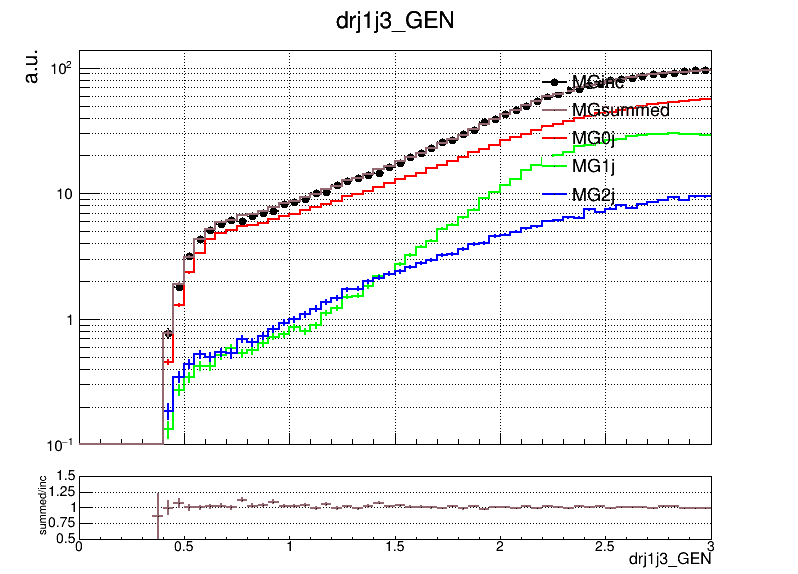 drj1j3_GEN
a.u.
10²
10
1
10⁻¹
MGinc
MGsummed
MG0j
MG1j
MG2j
summed/inc
1.5
1.25
1
0.75
0.5
0 0.5 1 1.5 2 2.5 3
drj1j3_GEN